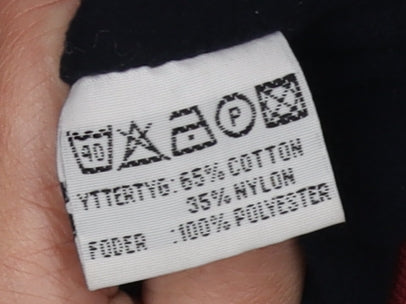 40 P
YTTERTYG: 65% COTTON
35% NYLON
FODER :100% POLYESTER